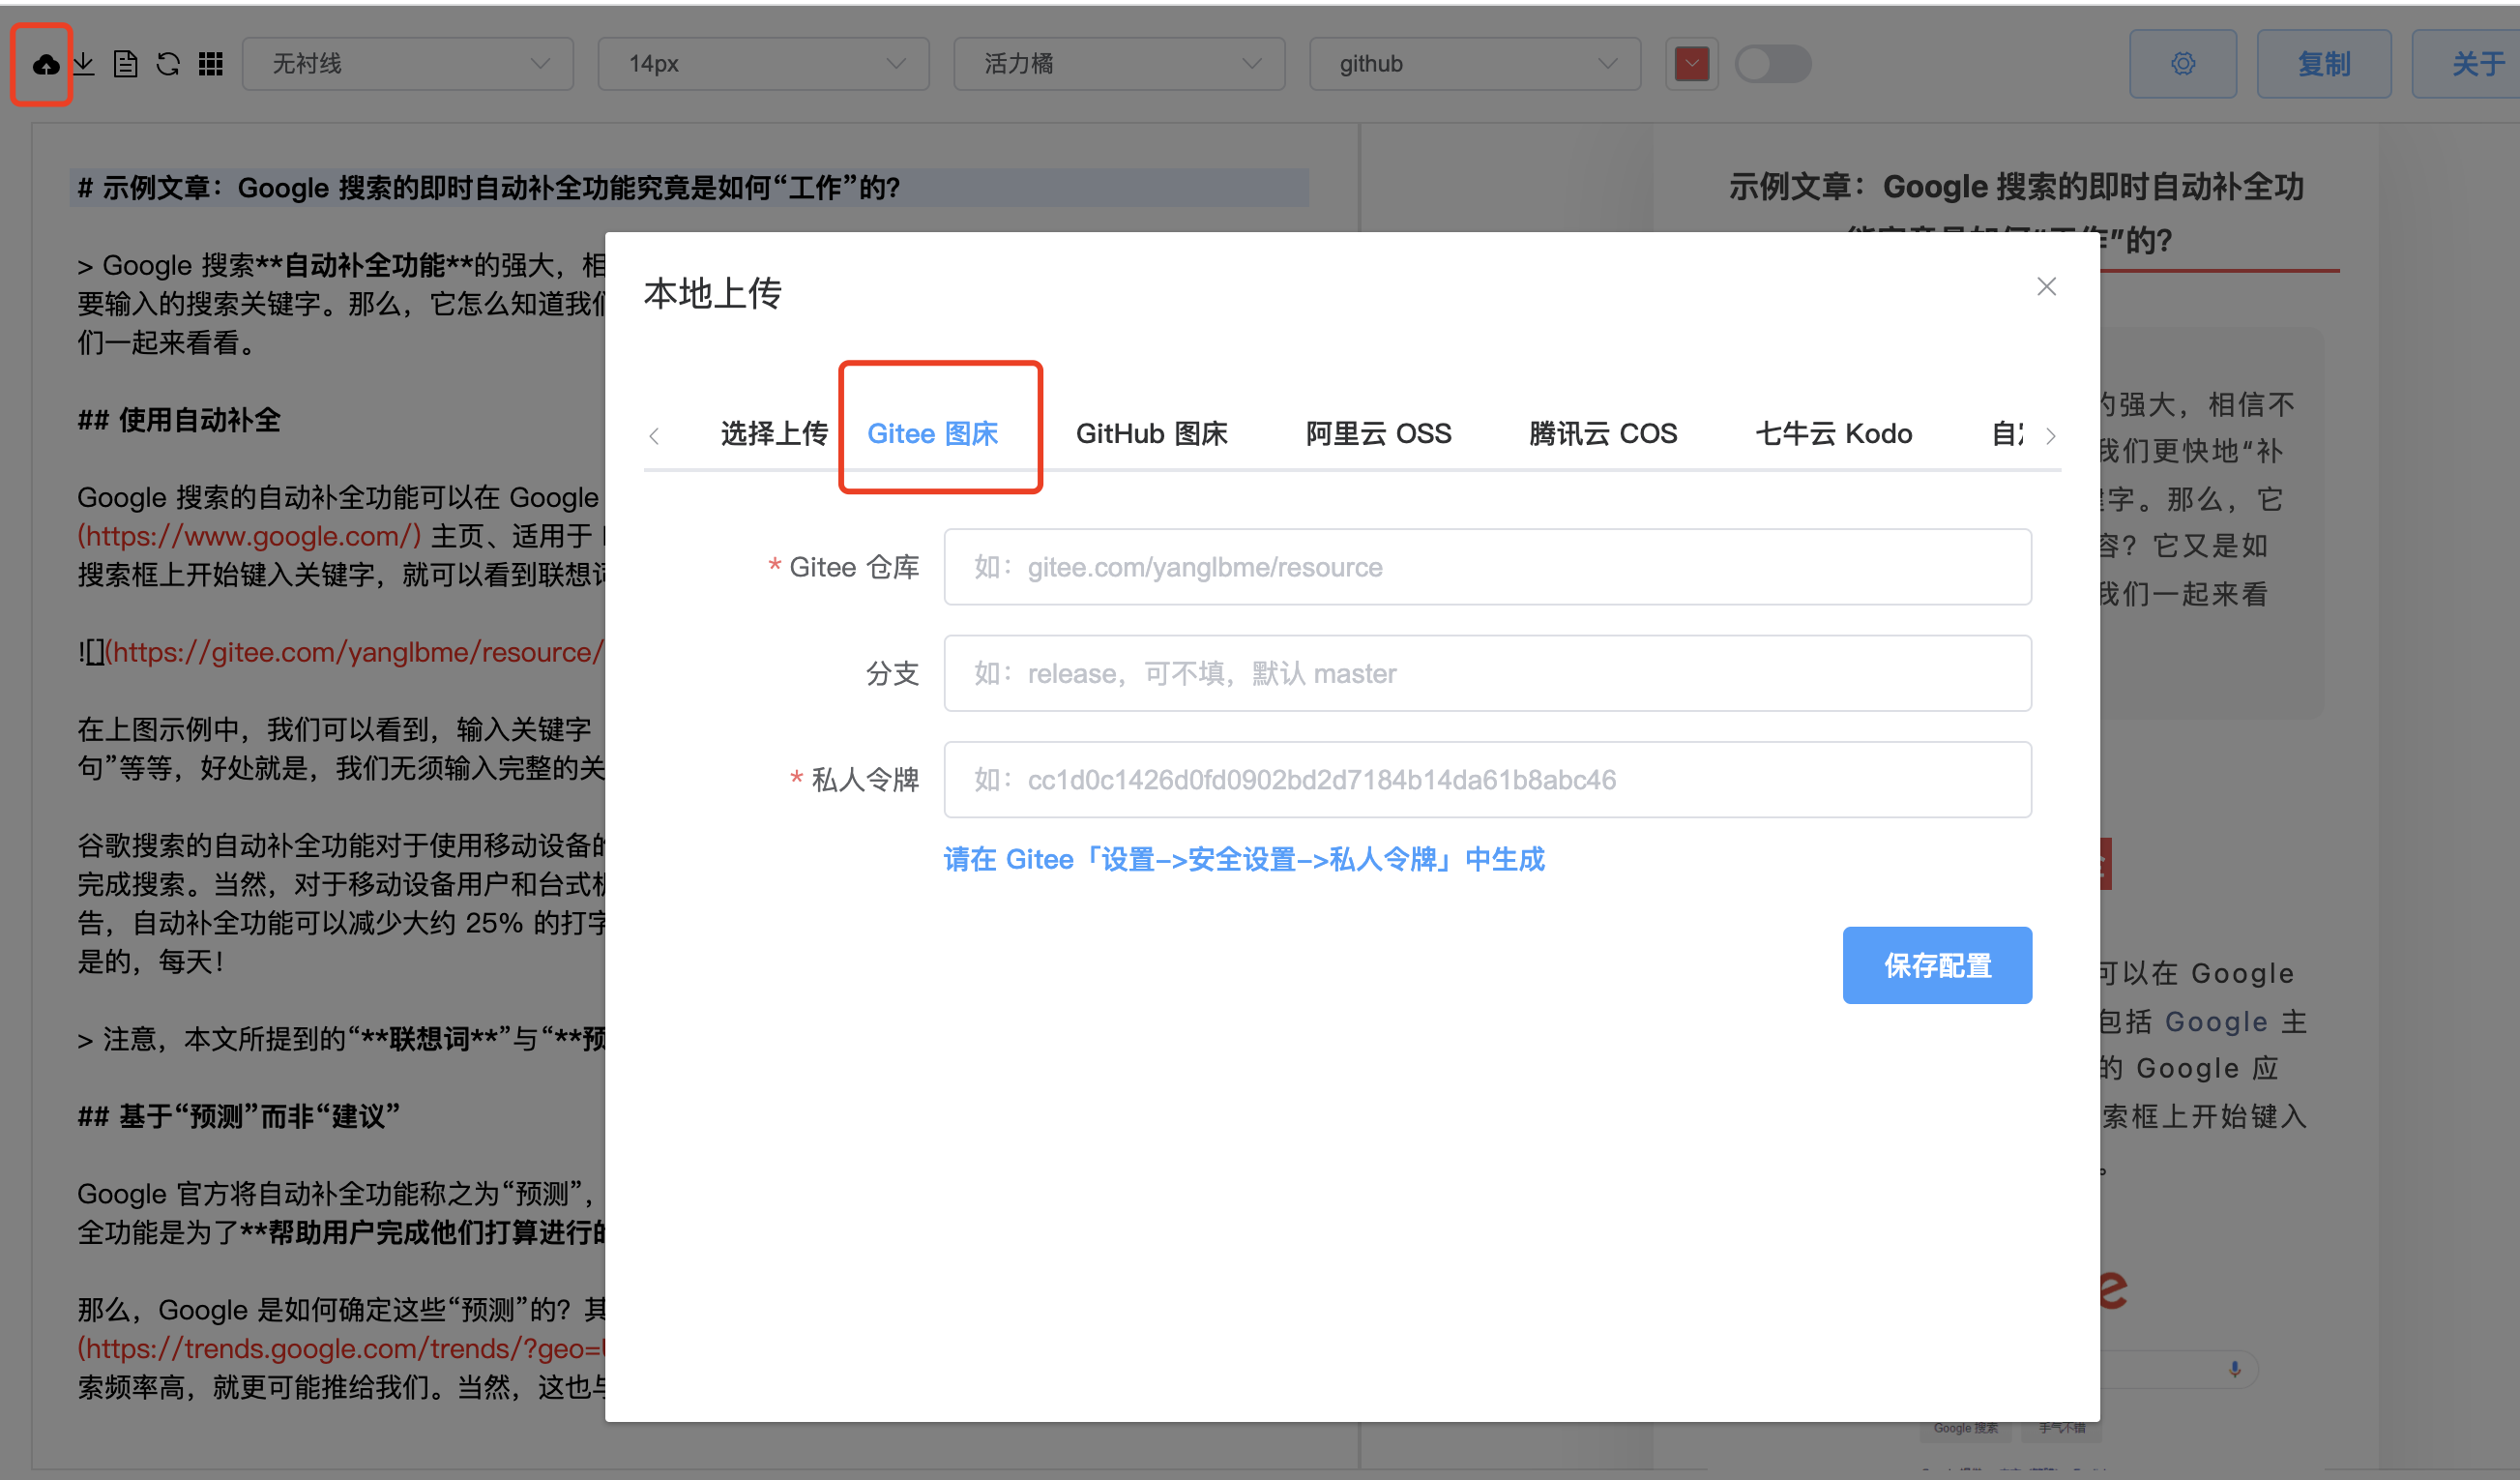 无衬线
14px
活力橘
github
复制
关于
# 示例文章：Google 搜索的即时自动补全功能究竟是如何“工作”的？
> Google 搜索**自动补全功能**的强大，相
要输入的搜索关键字。那么，它怎么知道我们
们一起来看看。
## 使用自动补全
Google 搜索的自动补全功能可以在 Google
(https://www.google.com/) 主页、适用于
搜索框上开始键入关键字，就可以看到联想词
![](https://gitee.com/yanglbme/resource/
在上图示例中，我们可以看到，输入关键字
句”等等，好处就是，我们无须输入完整的关
谷歌搜索的自动补全功能对于使用移动设备的
完成搜索。当然，对于移动设备用户和台式机
告，自动补全功能可以减少大约 25% 的打字
是的，每天！
> 注意，本文所提到的“**联想词**”与“**预
## 基于“预测”而非“建议”
Google 官方将自动补全功能称之为“预测”，
全功能是为了**帮助用户完成他们打算进行的
那么，Google 是如何确定这些“预测”的？其
(https://trends.google.com/trends/?geo=U
索频率高，就更可能推给我们。当然，这也与
本地上传
选择上传
Gitee 图床
GitHub 图床
阿里云 OSS
腾讯云 COS
七牛云 Kodo
自
* Gitee 仓库
如：gitee.com/yanglbme/resource
分支
如：release，可不填，默认 master
* 私人令牌
如：cc1d0c1426d0fd0902bd2d7184b14da61b8abc46
请在 Gitee「设置–>安全设置–>私人令牌」中生成
保存配置
示例文章：Google 搜索的即时自动补全功
能究竟是如何“工作”的？
的强大，相信不
我们更快地“补
键字。那么，它
容？它又是如
我们一起来看
可以在 Google
包括 Google 主
的 Google 应
索框上开始键入
。
e
Google 搜索
手气不错